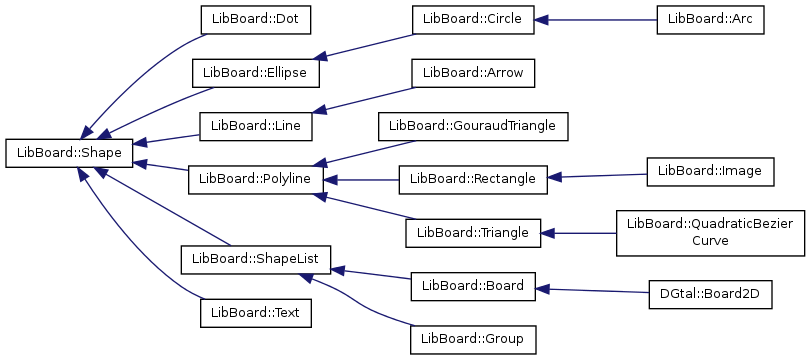 LibBoard::Dot
LibBoard::Circle
LibBoard::Arc
LibBoard::Ellipse
LibBoard::Arrow
LibBoard::Line
LibBoard::GouraudTriangle
LibBoard::Shape
LibBoard::Polyline
LibBoard::Rectangle
LibBoard::Image
LibBoard::Triangle
LibBoard::QuadraticBezier
Curve
LibBoard::ShapeList
LibBoard::Board
DGtal::Board2D
LibBoard::Text
LibBoard::Group